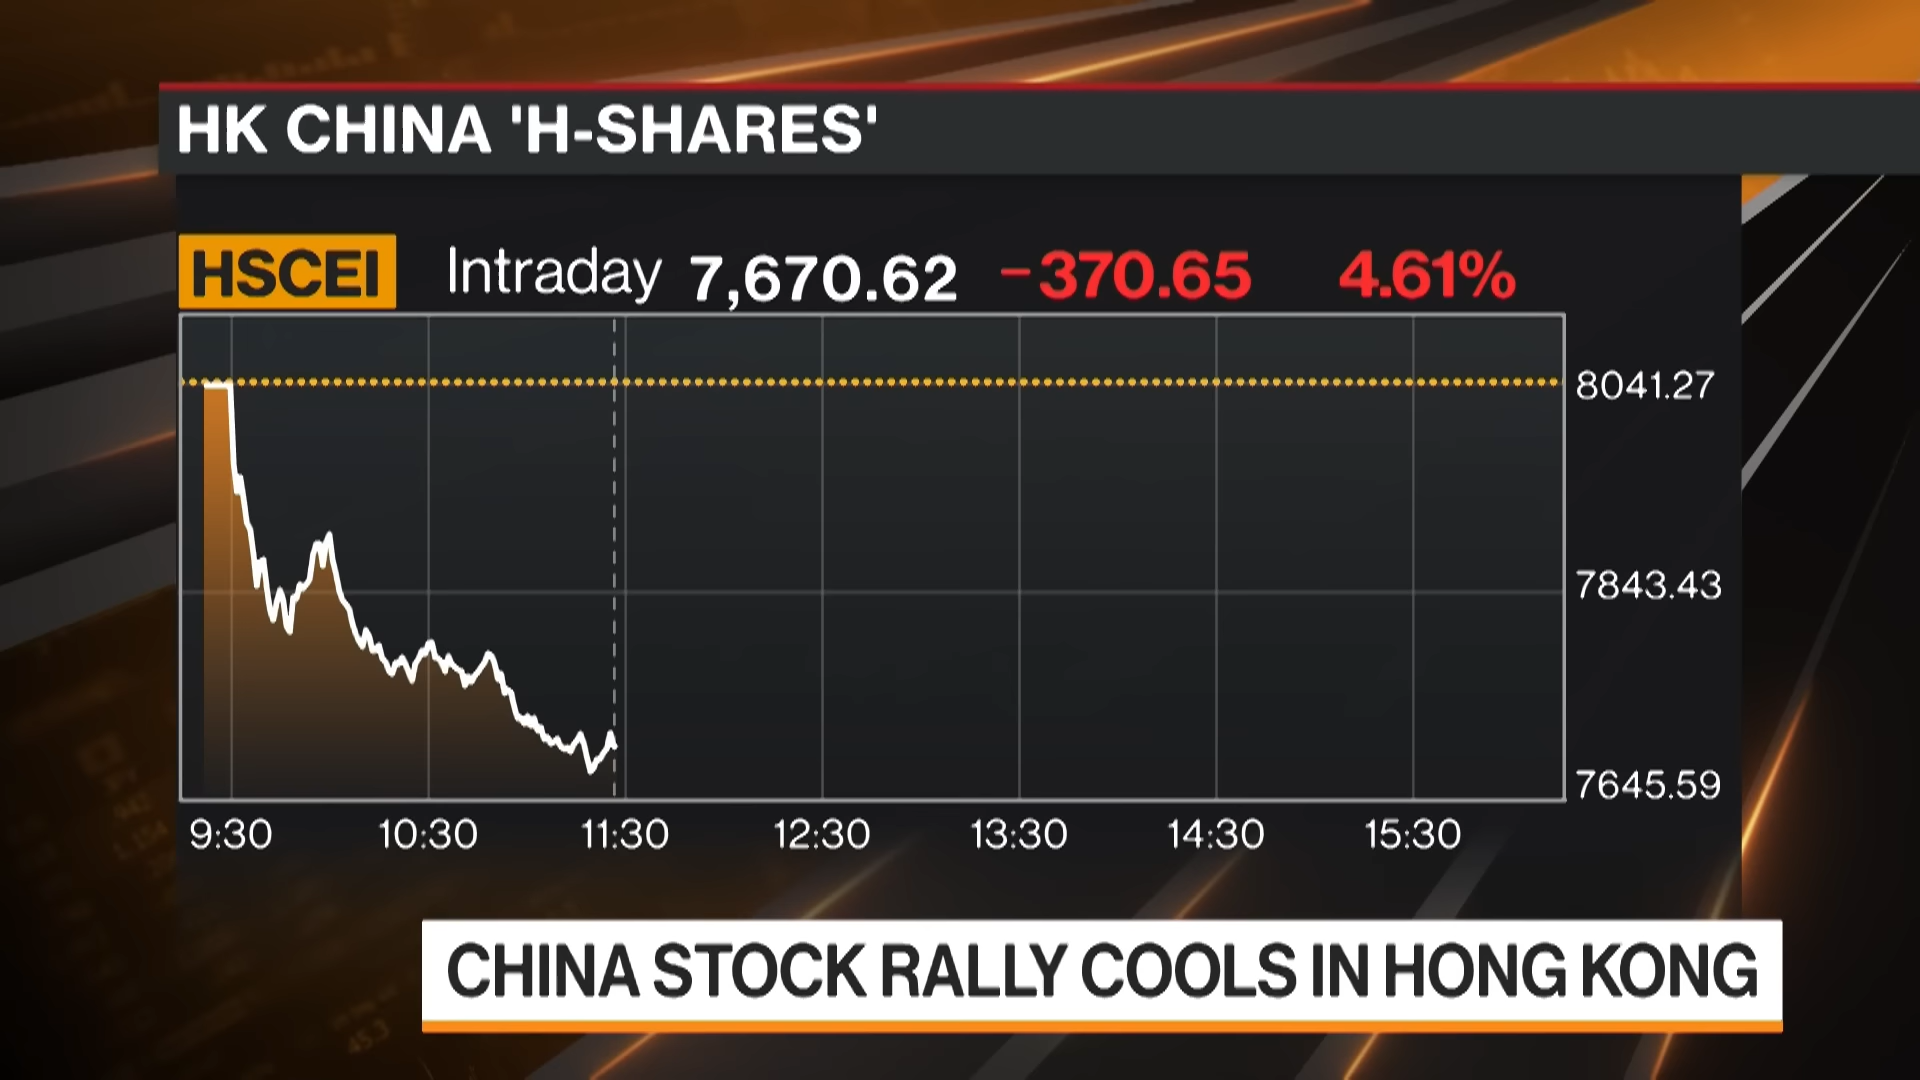 HK CHINA 'H-SHARES'
HSCEI Intraday 7,670.62 -370.65 4.61%
8041.27
7843.43
7645.59
9:30 10:30 11:30 12:30 13:30 14:30 15:30
CHINA STOCK RALLY COOLS IN HONG KONG